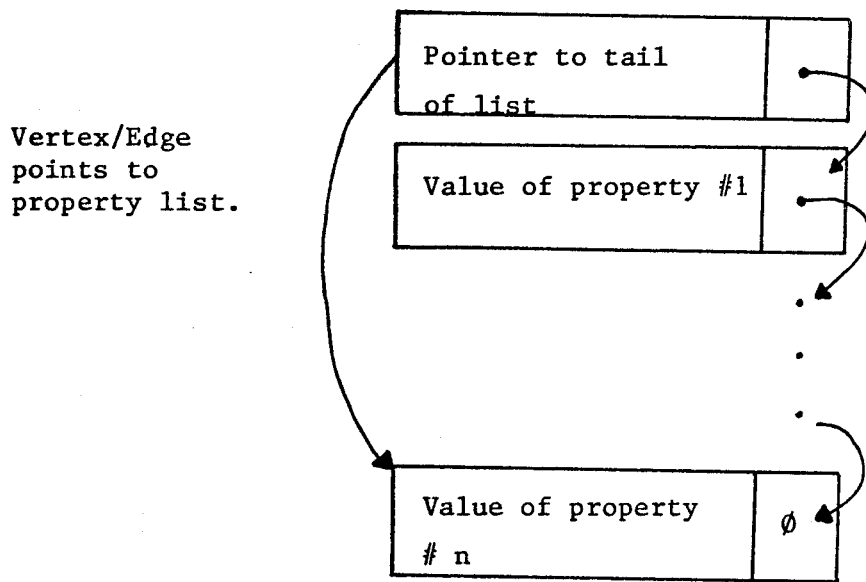 Pointer to tail
of list
Vertex/Edge
points to
property list.
Value of property #1
.
.
.
Value of property
# n
ϕ